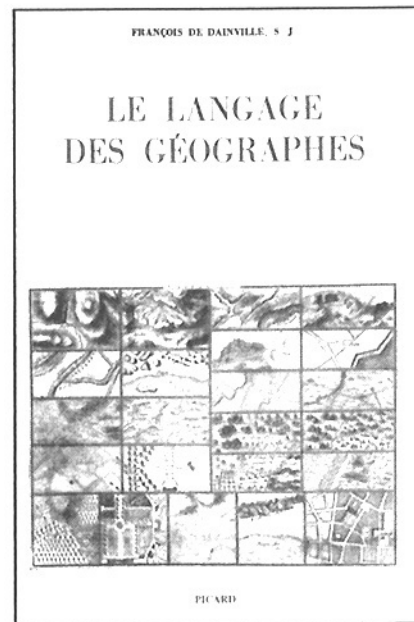 FRANÇOIS DE DAINVILLE, S J
LE LANGAGE
DES GÉOGRAPHES
PICARD